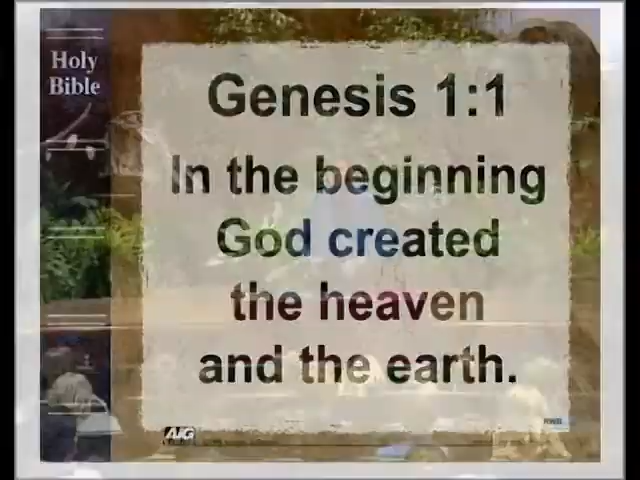 Holy
Bible
Genesis 1:1
In the beginning
God created
the heaven
and the earth.
AiG